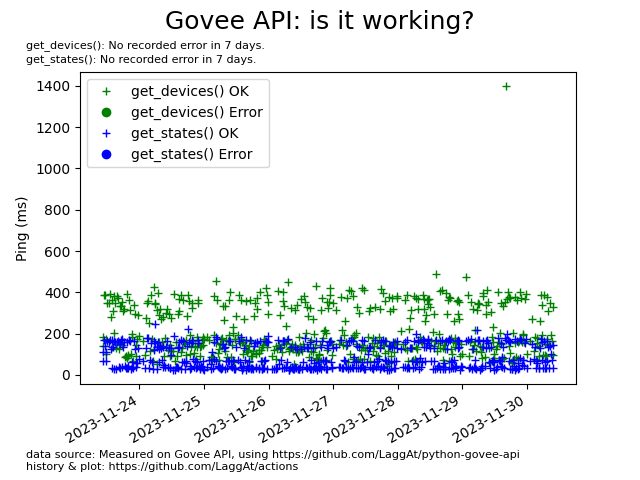 Govee API: is it working?
get_devices(): No recorded error in 7 days.
get_states(): No recorded error in 7 days.
get_devices() OK
get_devices() Error
get_states() OK
get_states() Error
Ping (ms)
1400
1200
1000
800
600
400
200
0
2023-11-24
2023-11-25
2023-11-26
2023-11-27
2023-11-28
2023-11-29
2023-11-30
data source: Measured on Govee API, using https://github.com/LaggAt/python-govee-api
history & plot: https://github.com/LaggAt/actions